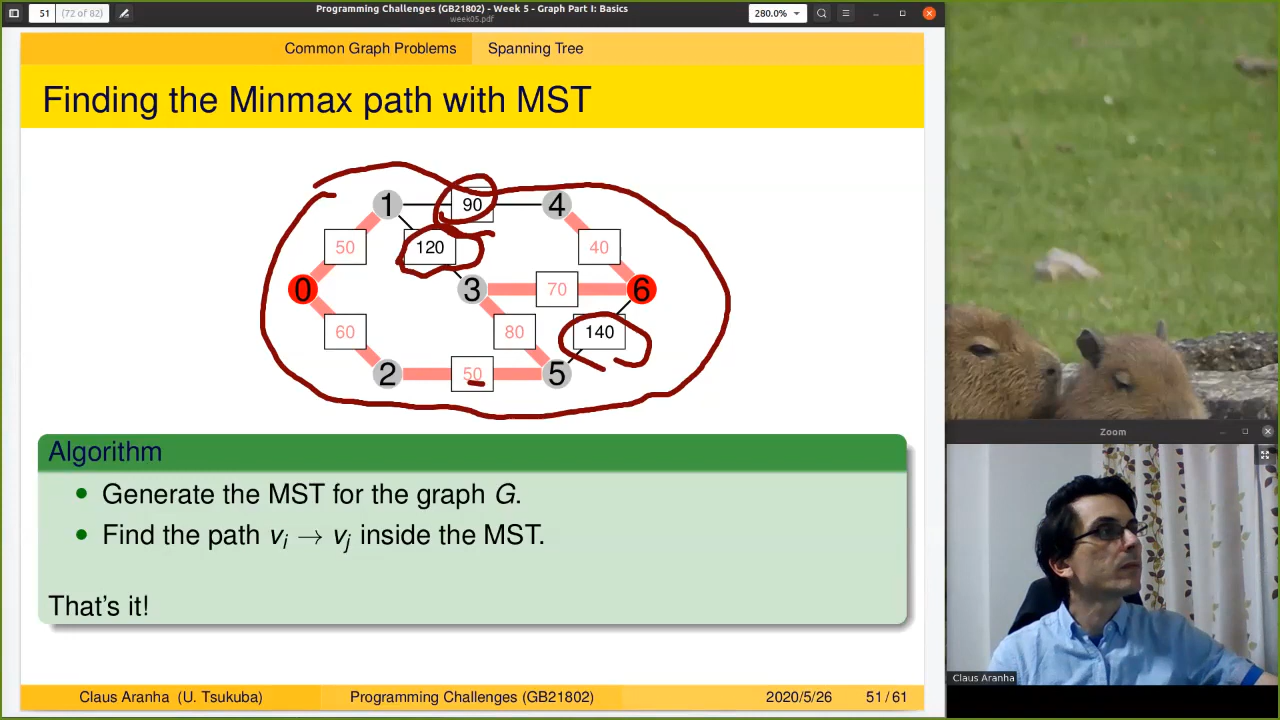 51 (72 of 82)
Programming Challenges (GB21802) - Week 5 - Graph Part I: Basics
week05.pdf
280.0%
Common Graph Problems Spanning Tree
Finding the Minmax path with MST
1 90 4
50 120 40
0 3 70 6
60 80 140
2 50 5
Algorithm
Generate the MST for the graph G.
Find the path vi → vj inside the MST.
That's it!
Claus Aranha (U. Tsukuba) Programming Challenges (GB21802) 2020/5/26 51 / 61
Zoom
Claus Aranha